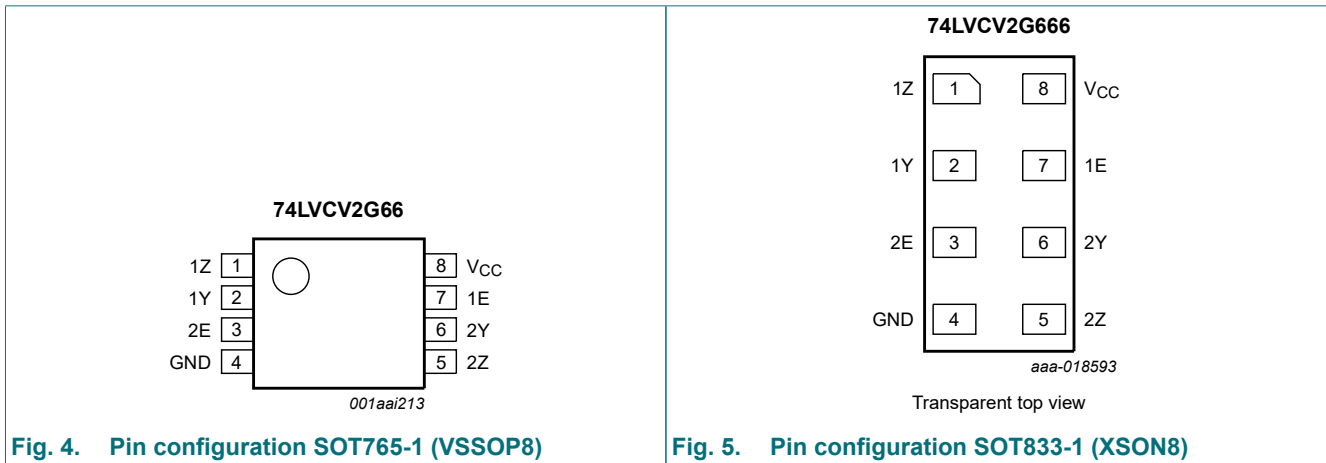 74LVCV2G66
1Z 1 8 VCC
1Y 2 7 1E
2E 3 6 2Y
GND 4 5 2Z
001aai213
Fig. 4. Pin configuration SOT765-1 (VSSOP8)
74LVCV2G666
1Z 1 8 VCC
1Y 2 7 1E
2E 3 6 2Y
GND 4 5 2Z
aaa-018593
Transparent top view
Fig. 5. Pin configuration SOT833-1 (XSON8)